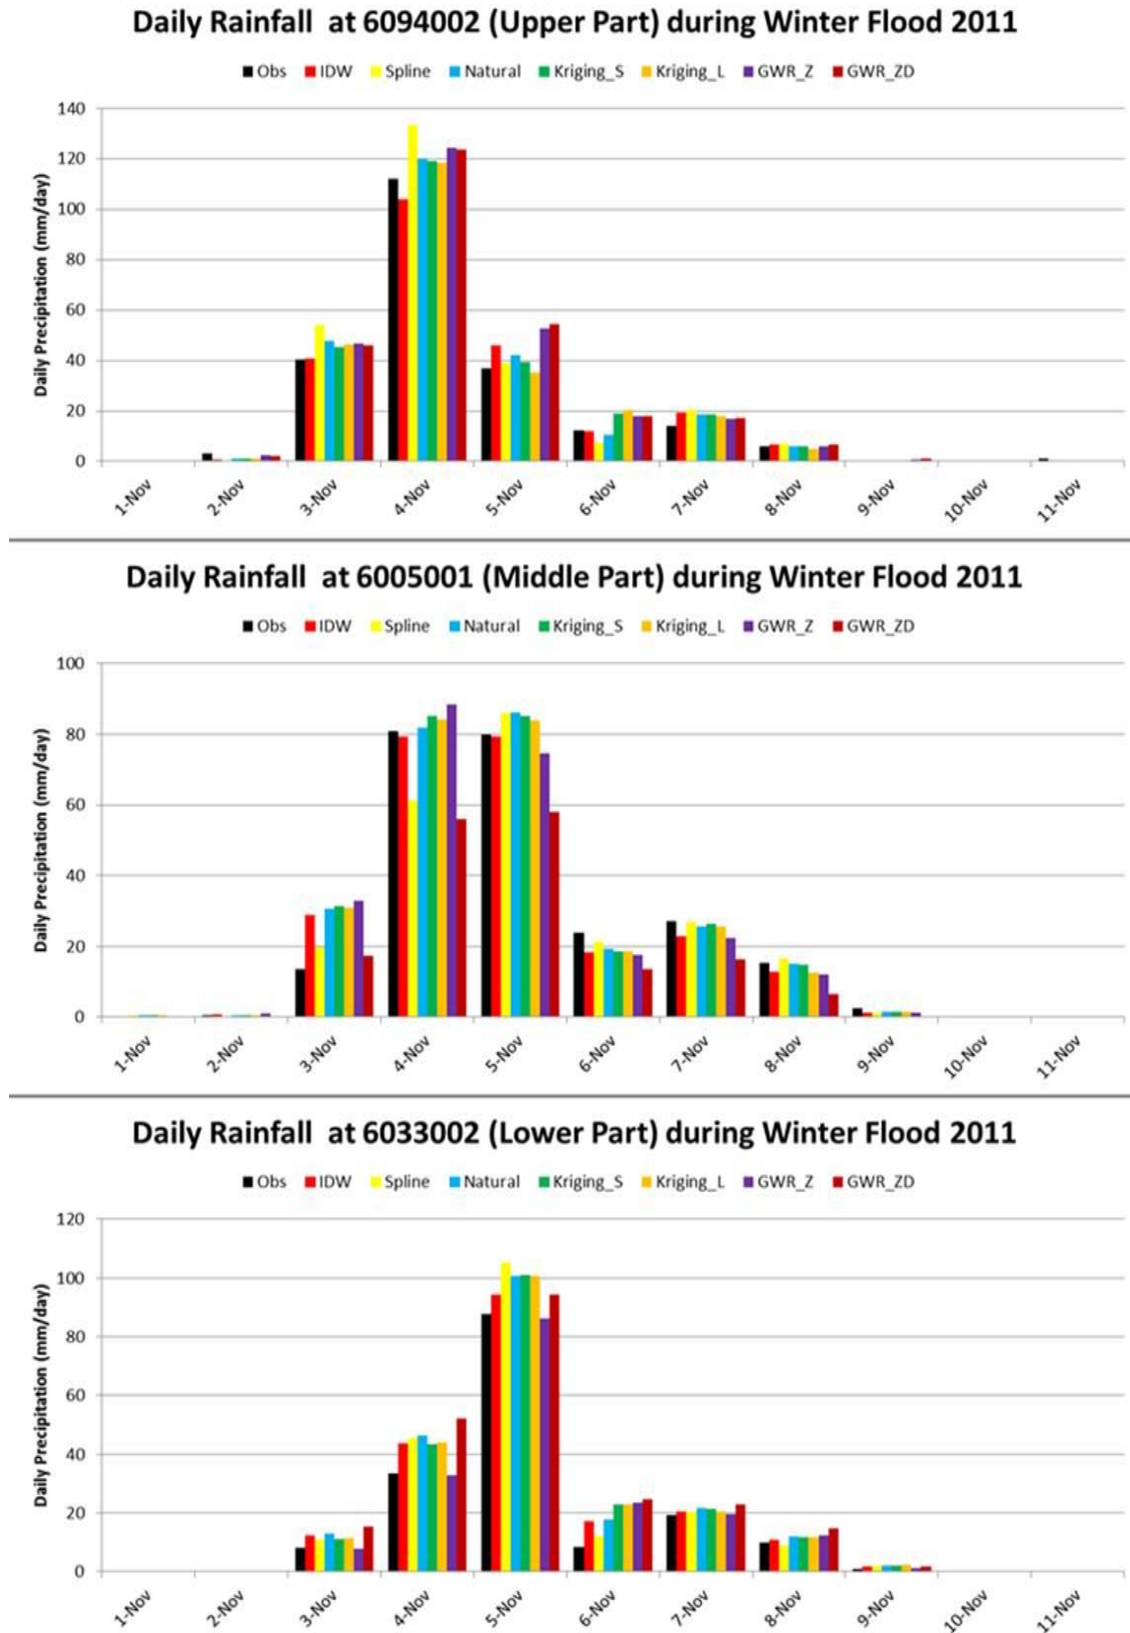 Daily Rainfall at 6094002 (Upper Part) during Winter Flood 2011
Obs IDW Spline Natural Kriging_S Kriging_L GWR_Z GWR_ZD
Daily Precipitation (mm/day)
140
120
100
80
60
40
20
0
1-Nov 2-Nov 3-Nov 4-Nov 5-Nov 6-Nov 7-Nov 8-Nov 9-Nov 10-Nov 11-Nov
Daily Rainfall at 6005001 (Middle Part) during Winter Flood 2011
Obs IDW Spline Natural Kriging_S Kriging_L GWR_Z GWR_ZD
Daily Precipitation (mm/day)
100
80
60
40
20
0
1-Nov 2-Nov 3-Nov 4-Nov 5-Nov 6-Nov 7-Nov 8-Nov 9-Nov 10-Nov 11-Nov
Daily Rainfall at 6033002 (Lower Part) during Winter Flood 2011
Obs IDW Spline Natural Kriging_S Kriging_L GWR_Z GWR_ZD
Daily Precipitation (mm/day)
120
100
80
60
40
20
0
1-Nov 2-Nov 3-Nov 4-Nov 5-Nov 6-Nov 7-Nov 8-Nov 9-Nov 10-Nov 11-Nov